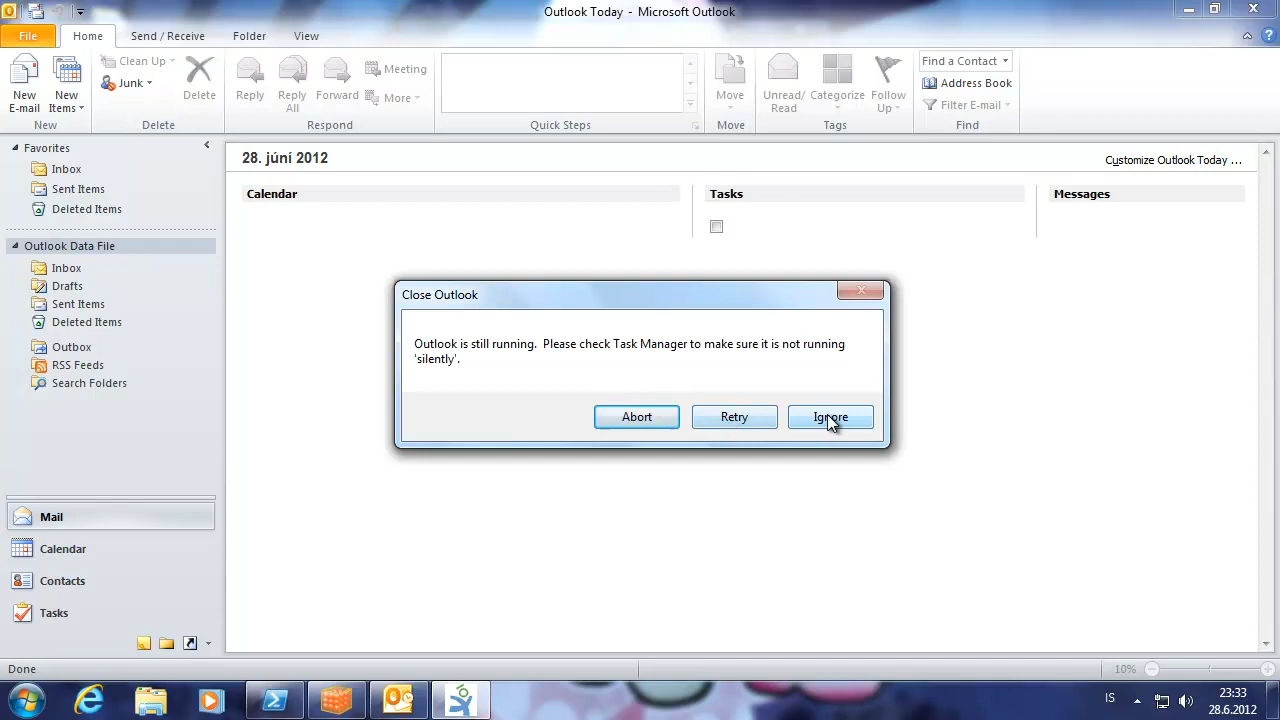 Outlook Today - Microsoft Outlook
File Home Send / Receive Folder View
New E-mail
New Items
New
Clean Up
Junk
Delete
Delete
Reply
Reply All
Forward
Meeting
More
Respond
Quick Steps
Move
Move
Unread/ Read
Categorize
Follow Up
Tags
Find a Contact
Address Book
Filter E-mail
Find
Favorites
Inbox
Sent Items
Deleted Items
Outlook Data File
Inbox
Drafts
Sent Items
Deleted Items
Outbox
RSS Feeds
Search Folders
Mail
Calendar
Contacts
Tasks
28. júní 2012
Customize Outlook Today ...
Calendar
Tasks
Messages
Close Outlook
Outlook is still running.  Please check Task Manager to make sure it is not running
'silently'.
Abort Retry Ignore
Done
10%
IS
23:33
28.6.2012